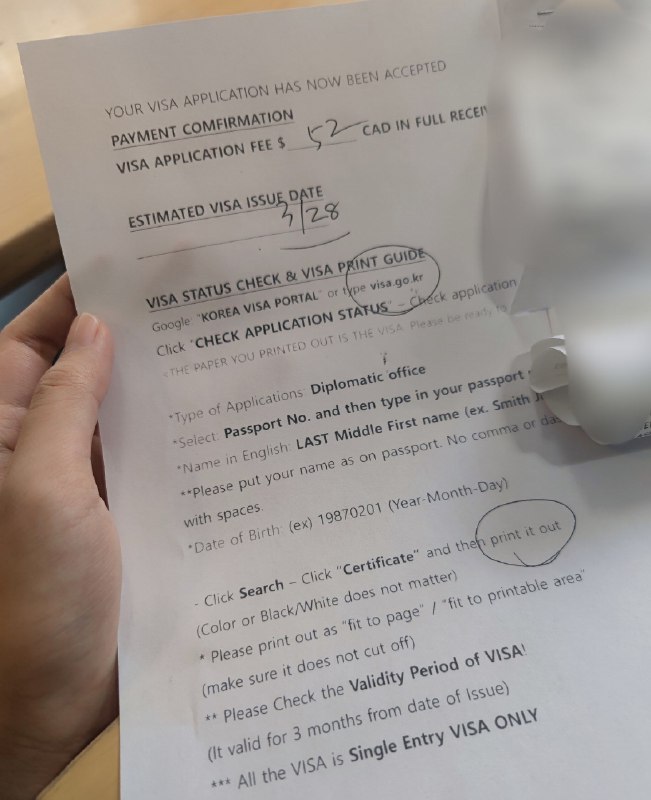 YOUR VISA APPLICATION HAS NOW BEEN ACCEPTED
PAYMENT COMFIRMATION
VISA APPLICATION FEE $ 52 CAD IN FULL
ESTIMATED VISA ISSUE DATE
3/28
VISA STATUS CHECK & VISA PRINT GUIDE
Google: "KOREA VISA PORTAL" or type visa.go.kr
Click "CHECK APPLICATION STATUS" – Check application
<THE PAPER YOU PRINTED OUT IS THE VISA. Please be ready to
*Type of Applications: Diplomatic office
*Select: Passport No. and then type in your passport
*Name in English: LAST Middle First name (ex. Smith
**Please put your name as on passport. No comma or
with spaces.
*Date of Birth: (ex) 19870201 (Year-Month-Day)
- Click Search – Click "Certificate" and then print it out
(Color or Black/White does not matter)
* Please print out as "fit to page" / "fit to printable area"
(make sure it does not cut off)
** Please Check the Validity Period of VISA!
(It valid for 3 months from date of Issue)
*** All the VISA is Single Entry VISA ONLY